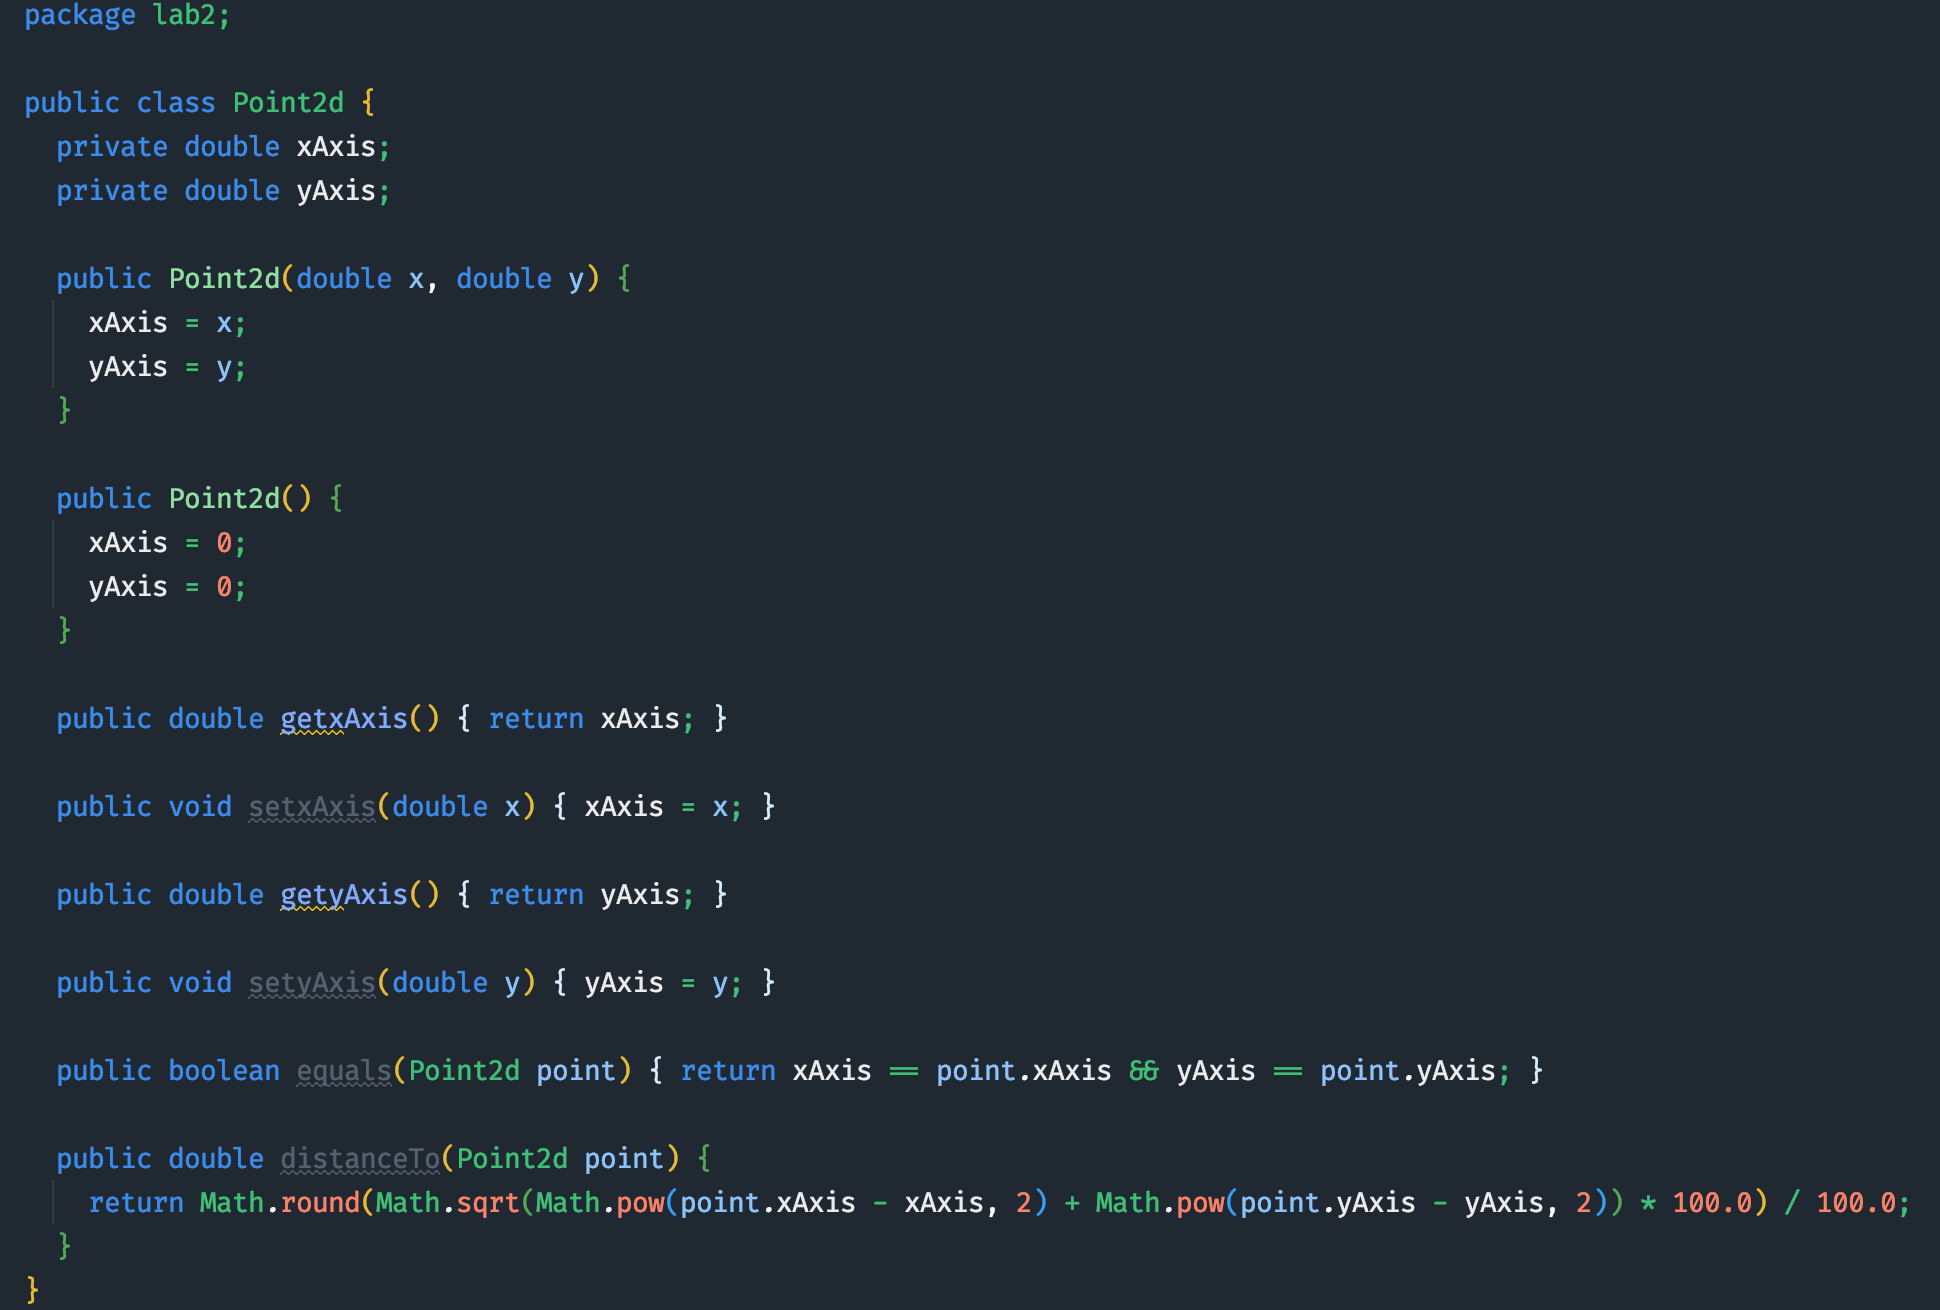 package lab2;
public class Point2d {
private double xAxis;
private double yAxis;
public Point2d(double x, double y) {
xAxis = x;
yAxis = y;
}
public Point2d() {
xAxis = 0;
yAxis = 0;
}
public double getxAxis() { return xAxis; }
public void setxAxis(double x) { xAxis = x; }
public double getyAxis() { return yAxis; }
public void setyAxis(double y) { yAxis = y; }
public boolean equals(Point2d point) { return xAxis == point.xAxis && yAxis == point.yAxis; }
public double distanceTo(Point2d point) {
return Math.round(Math.sqrt(Math.pow(point.xAxis - xAxis, 2) + Math.pow(point.yAxis - yAxis, 2)) * 100.0) / 100.0;
}
}